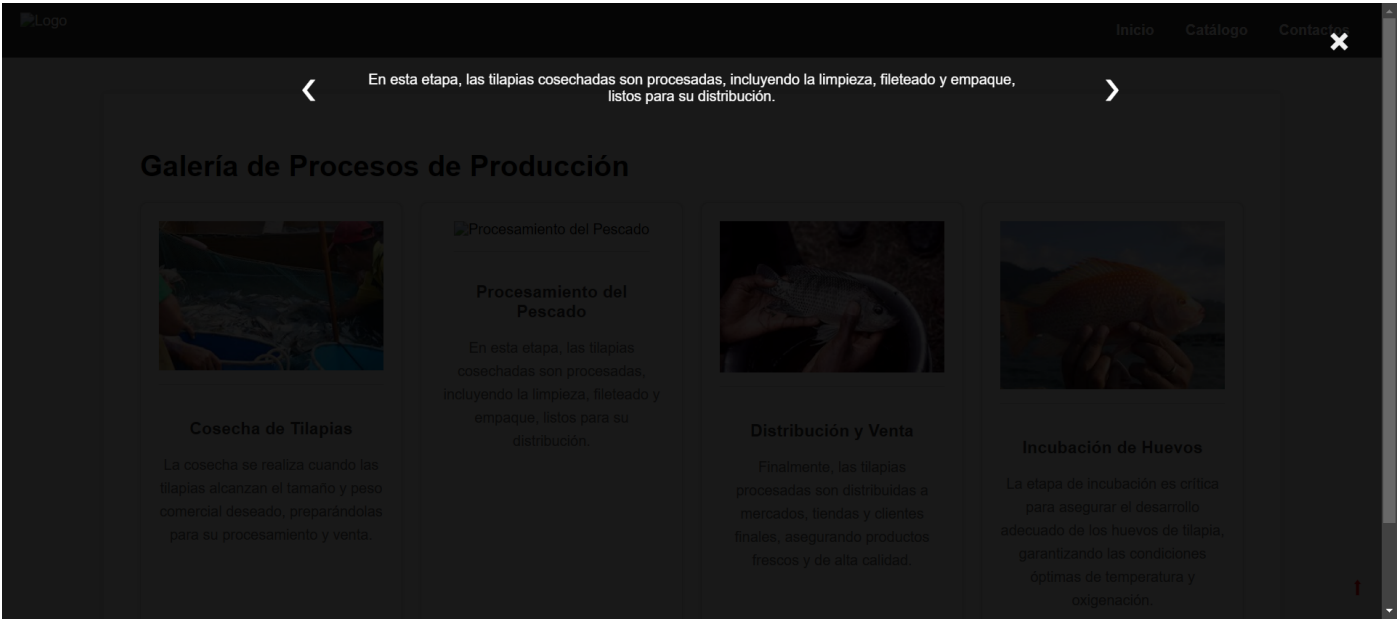 Logo
Inicio Catálogo Contactos
En esta etapa, las tilapias cosechadas son procesadas, incluyendo la limpieza, fileteado y empaque,
listos para su distribución.
Galería de Procesos de Producción
Cosecha de Tilapias
La cosecha se realiza cuando las
tilapias alcanzan el tamaño y peso
comercial deseado, preparándolas
para su procesamiento y venta.
Procesamiento del Pescado
Procesamiento del
Pescado
En esta etapa, las tilapias
cosechadas son procesadas,
incluyendo la limpieza, fileteado y
empaque, listos para su
distribución.
Distribución y Venta
Finalmente, las tilapias
procesadas son distribuidas a
mercados, tiendas y clientes
finales, asegurando productos
frescos y de alta calidad.
Incubación de Huevos
La etapa de incubación es crítica
para asegurar el desarrollo
adecuado de los huevos de tilapia,
garantizando las condiciones
óptimas de temperatura y
oxigenación.